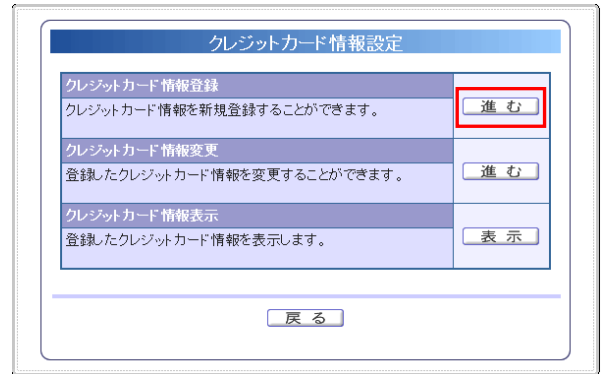 クレジットカード情報設定
クレジットカード情報登録
クレジットカード情報を新規登録することができます。
進 む
クレジットカード情報変更
登録したクレジットカード情報を変更することができます。
進 む
クレジットカード情報表示
登録したクレジットカード情報を表示します。
表 示
戻 る